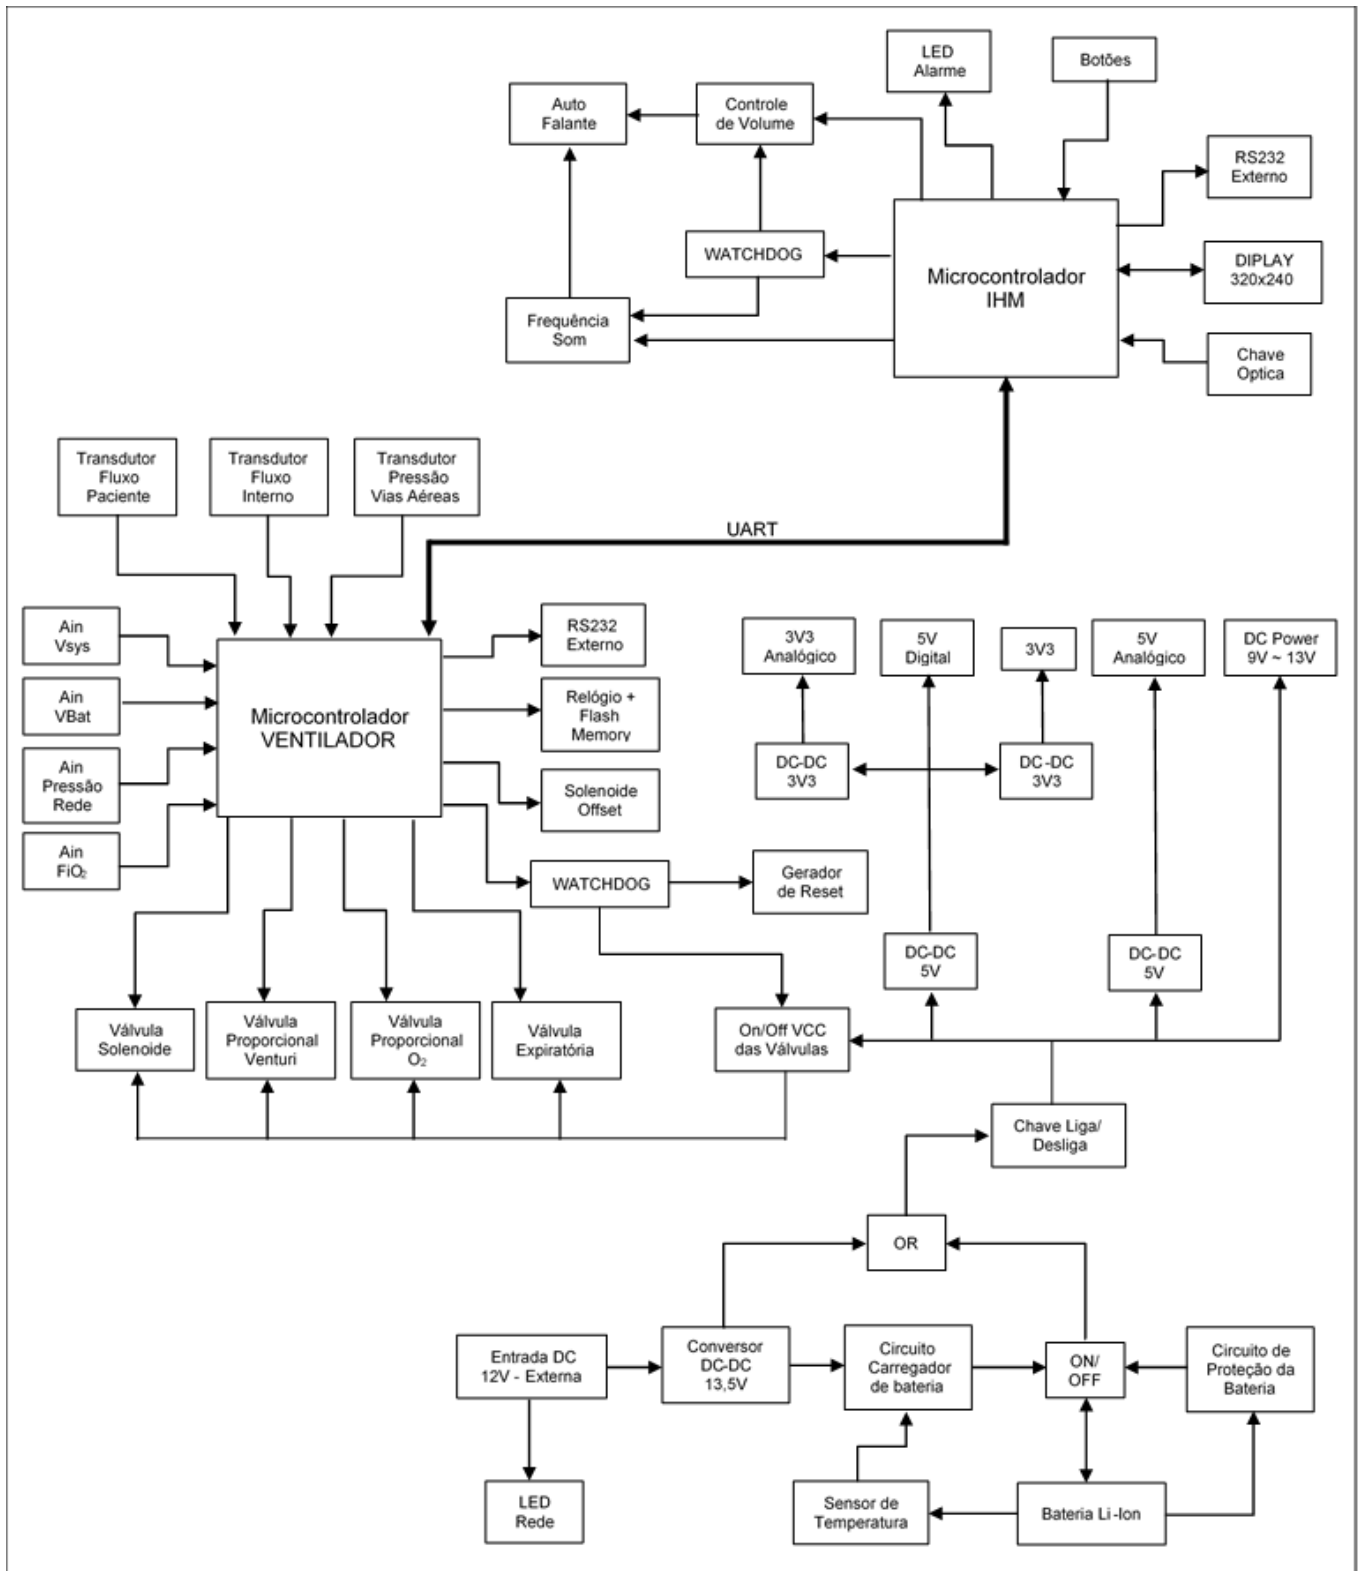 LED
Alarme
Botões
Auto
Falante
Controle
de Volume
RS232
Externo
WATCHDOG
Microcontrolador
IHM
DIPLAY
320x240
Frequência
Som
Chave
Optica
Transdutor
Fluxo
Paciente
Transdutor
Fluxo
Interno
Transdutor
Pressão
Vias Aéreas
UART
Ain
Vsys
Ain
VBat
Ain
Pressão
Rede
Ain
FiO₂
Microcontrolador
VENTILADOR
RS232
Externo
Relógio +
Flash
Memory
Solenoide
Offset
WATCHDOG
Gerador
de Reset
3V3
Analógico
5V
Digital
3V3
5V
Analógico
DC Power
9V ~ 13V
DC-DC
3V3
DC-DC
3V3
DC-DC
5V
DC-DC
5V
Válvula
Solenoide
Válvula
Proporcional
Venturi
Válvula
Proporcional
O₂
Válvula
Expiratória
On/Off VCC
das Válvulas
Chave Liga/
Desliga
OR
Entrada DC
12V - Externa
Conversor
DC-DC
13,5V
Circuito
Carregador
de bateria
ON/
OFF
Circuito de
Proteção da
Bateria
LED
Rede
Sensor de
Temperatura
Bateria Li-Ion